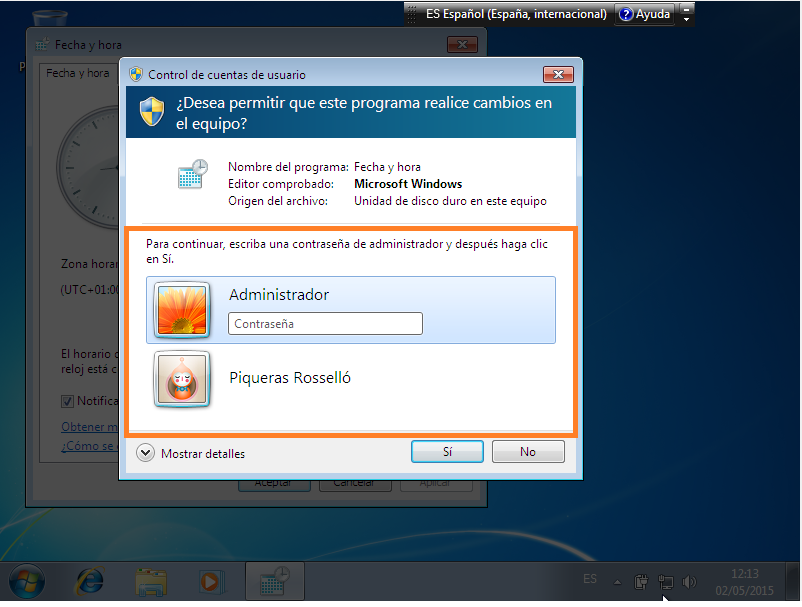 ES Español (España, internacional) ? Ayuda
Fecha y hora
Fecha y hora
Control de cuentas de usuario
¿Desea permitir que este programa realice cambios en
el equipo?
Nombre del programa: Fecha y hora
Editor comprobado: Microsoft Windows
Origen del archivo: Unidad de disco duro en este equipo
Para continuar, escriba una contraseña de administrador y después haga clic
en Sí.
Administrador
Contraseña
Piqueras Rosselló
Mostrar detalles
Sí
No
Zona horar
(UTC+01:00
El horario
reloj está
Notifica
Obtener m
¿Cómo se
Aceptar
Cancelar
Aplicar
ES
12:13
02/05/2015